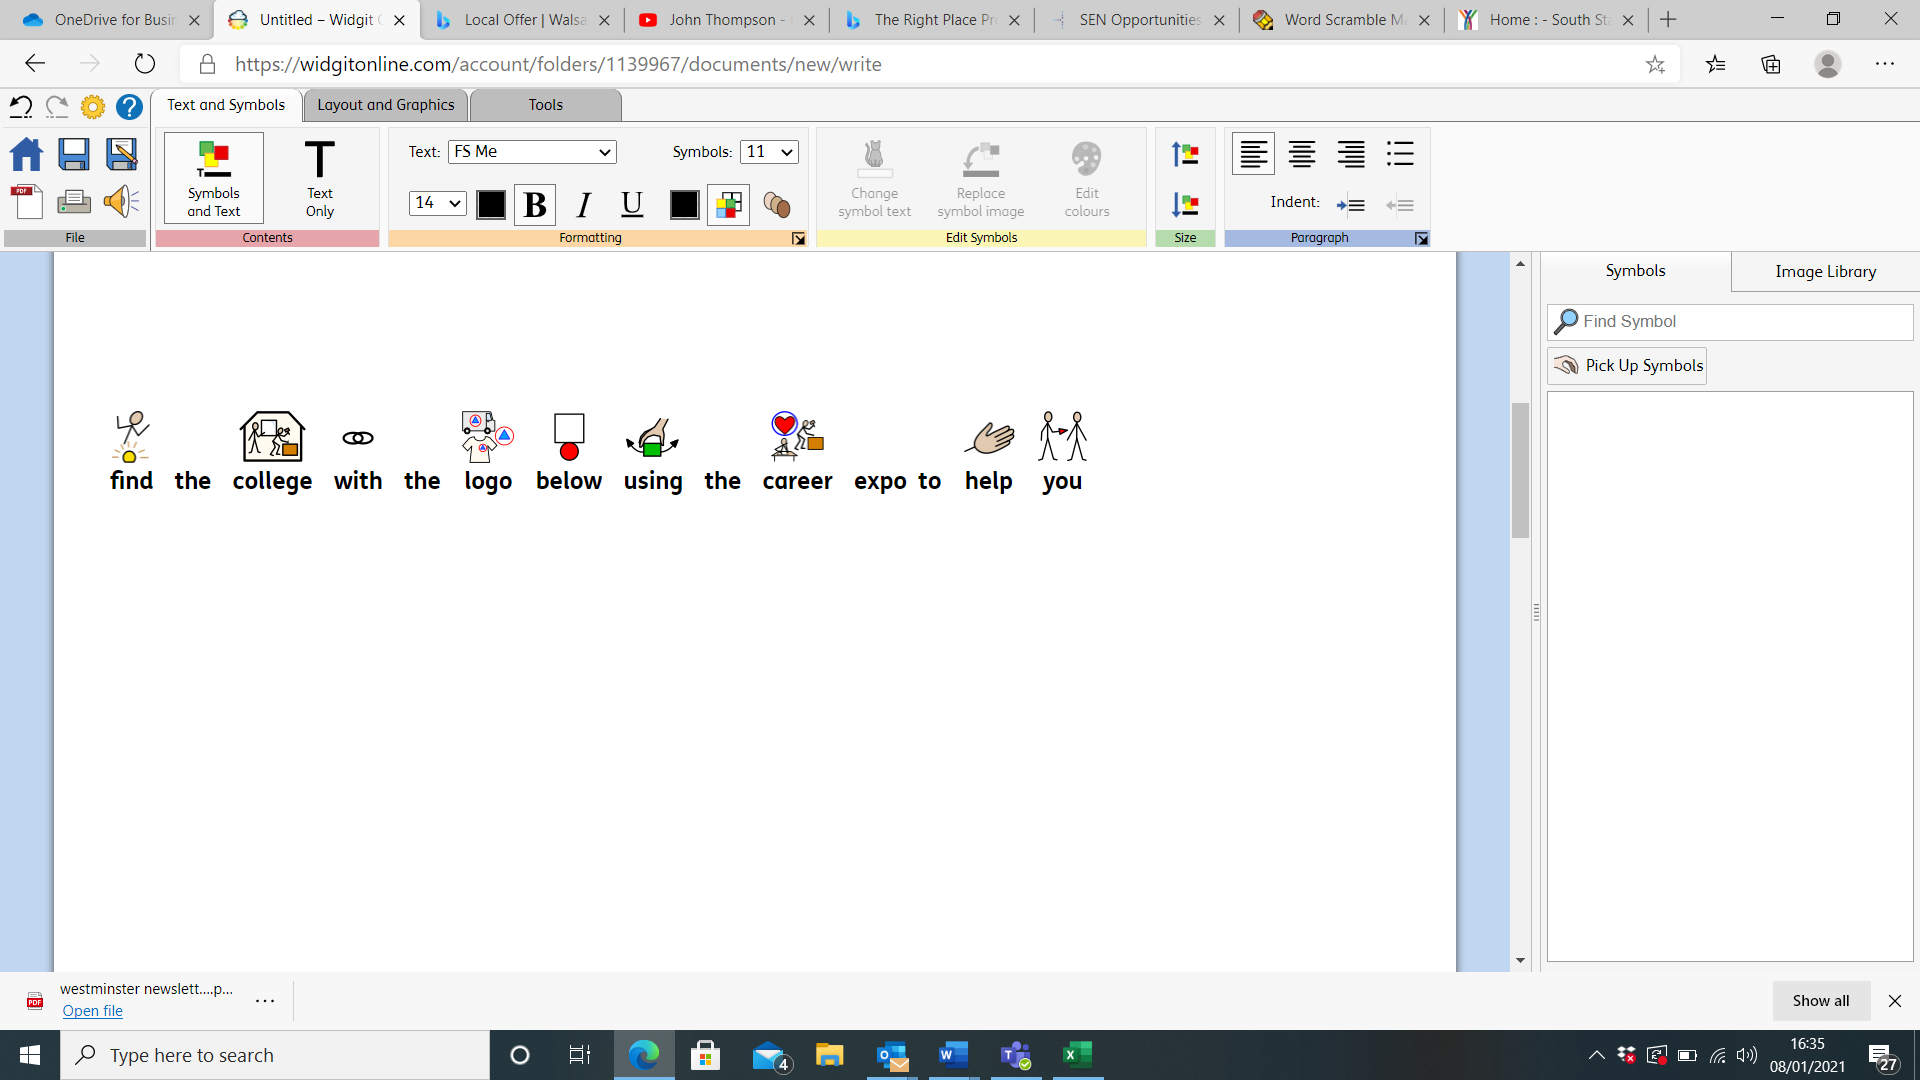 OneDrive for Busin
Untitled – Widgit O
Local Offer | Walsa
John Thompson -
The Right Place Pr
SEN Opportunities
Word Scramble Ma
Home : - South Sta
https://widgitonline.com/account/folders/1139967/documents/new/write
Text and Symbols
Layout and Graphics
Tools
Text: FS Me
Symbols: 11
Symbols and Text
Text Only
14
B I U
Change symbol text
Replace symbol image
Edit colours
Indent:
File
Contents
Formatting
Edit Symbols
Size
Paragraph
Symbols
Image Library
Find Symbol
Pick Up Symbols
find the college with the logo below using the career expo to help you
westminster newslett....p...
Open file
Show all
Type here to search
4
16:35
08/01/2021
27